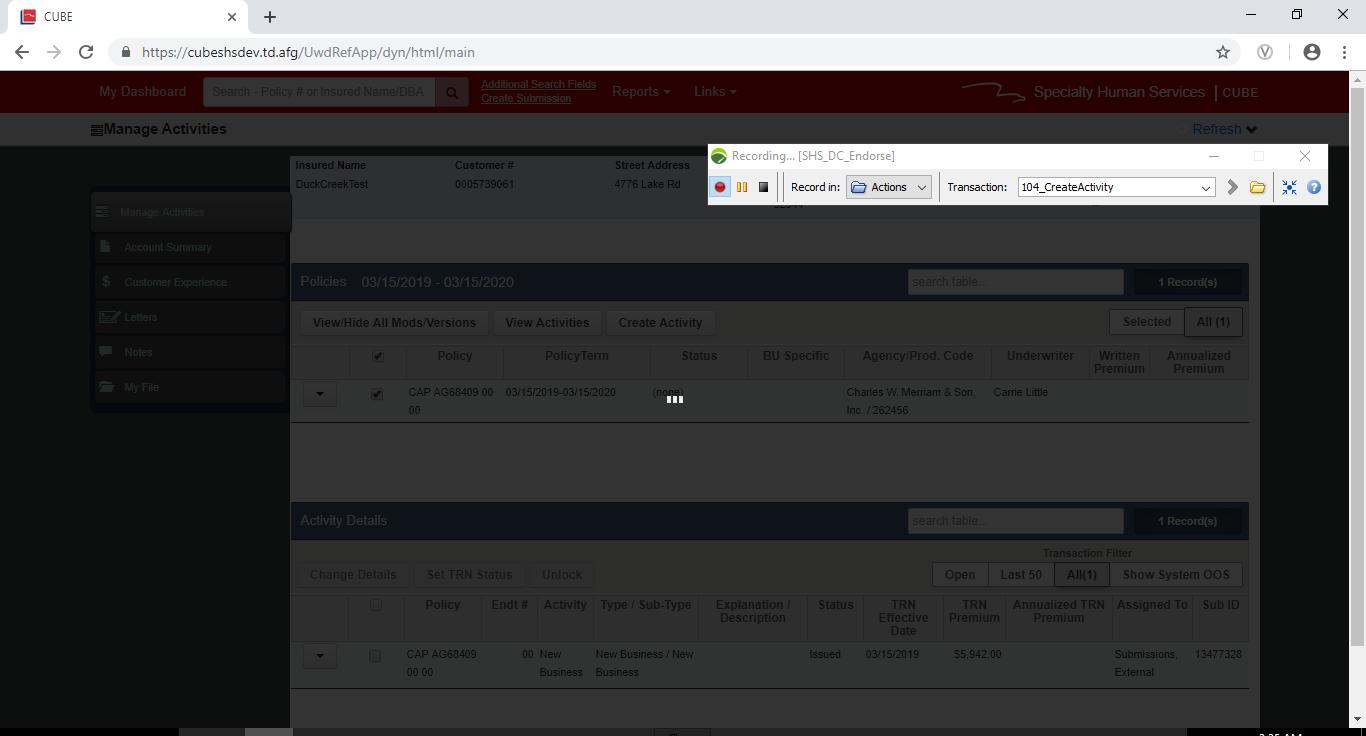 CUBE
https://cubeshsdev.td.afg/UwdRefApp/dyn/html/main
My Dashboard
Search - Policy # or Insured Name/DBA
Additional Search Fields
Create Submission
Reports
Links
Specialty Human Services | CUBE
Manage Activities
Refresh
Recording... [SHS_DC_Endorse]
Record in:
Actions
Transaction:
104_CreateActivity
Insured Name
Customer #
Street Address
DuckCreekTest
0005739061
4776 Lake Rd
Manage Activities
Account Summary
Customer Experience
Letters
Notes
My File
Policies 03/15/2019 - 03/15/2020
search table...
1 Record(s)
View/Hide All Mods/Versions
View Activities
Create Activity
Selected
All (1)
Policy
PolicyTerm
Status
BU Specific
Agency/Prod. Code
Underwriter
Written
Premium
Annualized
Premium
CAP AG68409 00
00
03/15/2019-03/15/2020
(none)
Charles W. Merriam & Son,
Inc. / 262456
Carrie Little
Activity Details
search table...
1 Record(s)
Transaction Filter
Change Details
Set TRN Status
Unlock
Open
Last 50
All(1)
Show System OOS
Policy
Endt #
Activity
Type / Sub-Type
Explanation /
Description
Status
TRN
Effective
Date
TRN
Premium
Annualized TRN
Premium
Assigned To
Sub ID
CAP AG68409
00 00
00
New
Business
New Business / New
Business
Issued
03/15/2019
$5,942.00
Submissions,
External
13477328